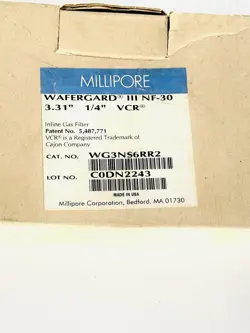 MILLIPORE
WAFERGARD® III NF-30
3.31" 1/4" VCR®
Inline Gas Filter
Patent No. 5,487,771
VCR® is a Registered Trademark of
Cajon Company
CAT. NO. WG3NS6RR2
LOT NO. C0DN2243
MADE IN USA
Millipore Corporation, Bedford, MA 01730